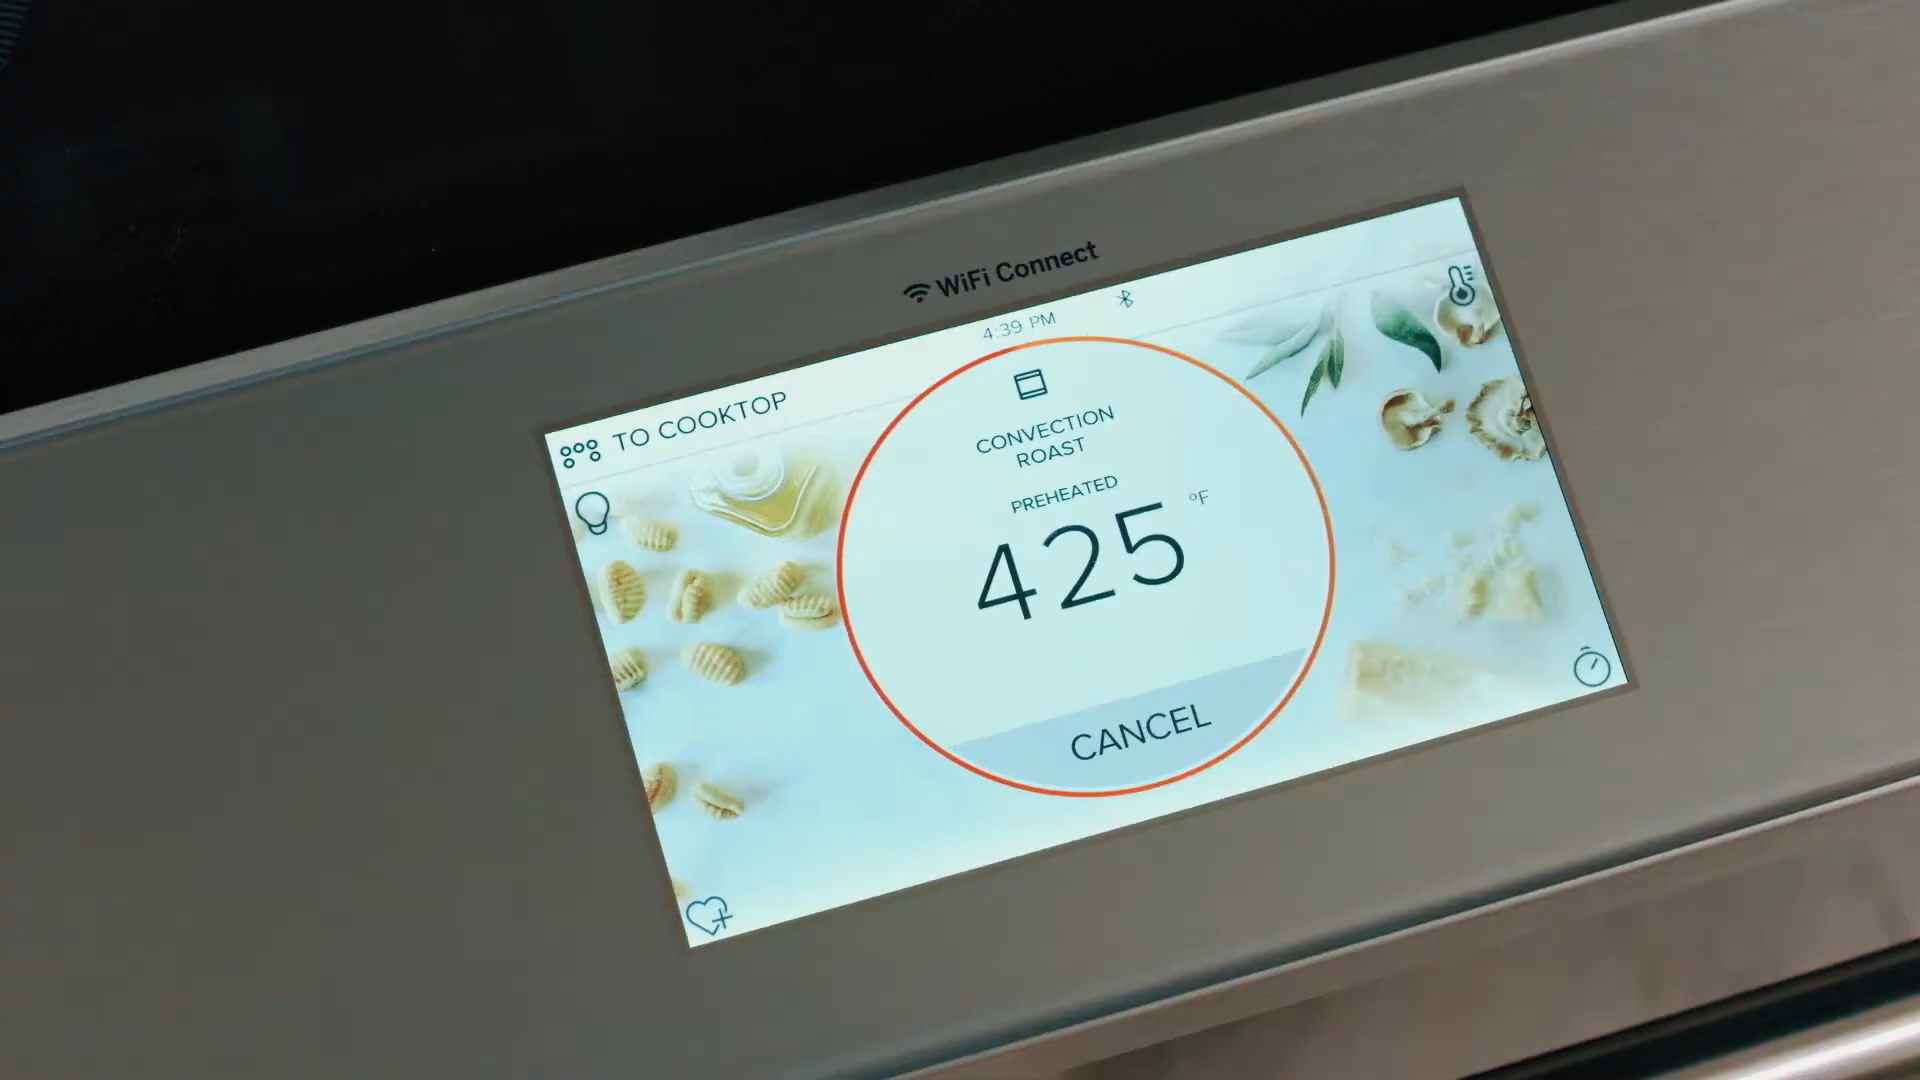 WiFi Connect
4:39 PM
TO COOKTOP
CONVECTION
ROAST
PREHEATED
425 °F
CANCEL